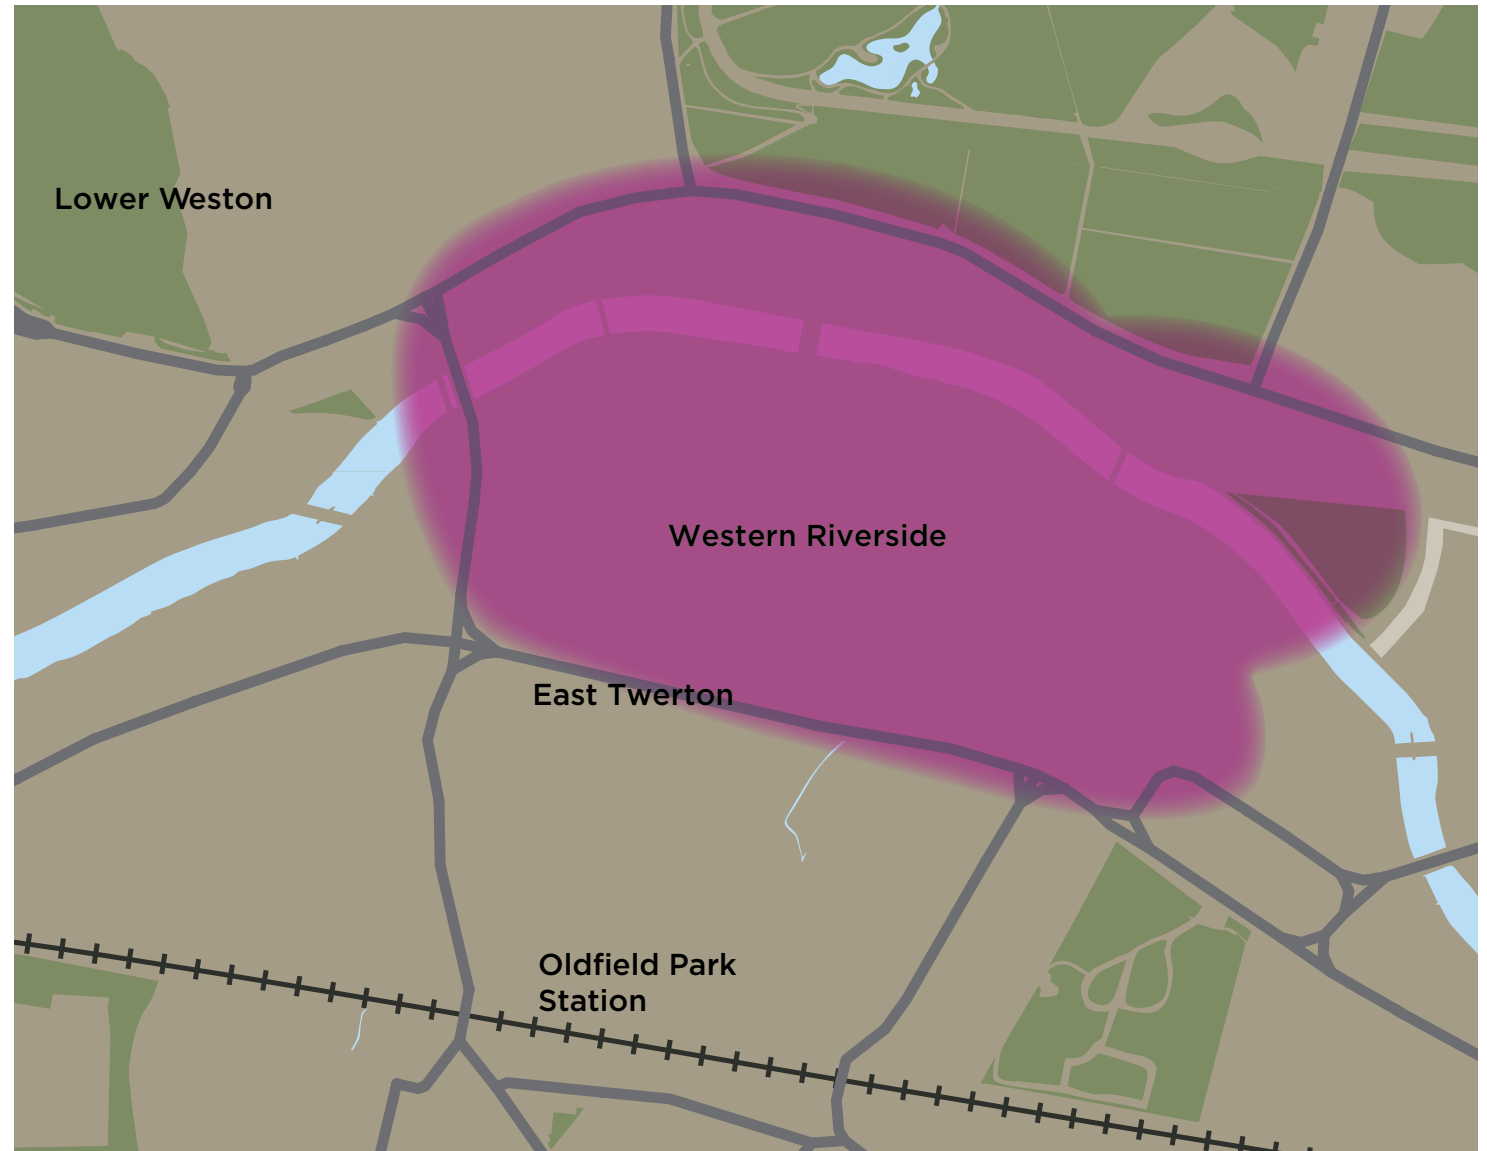 Lower Weston
Western Riverside
East Twerton
Oldfield Park
Station